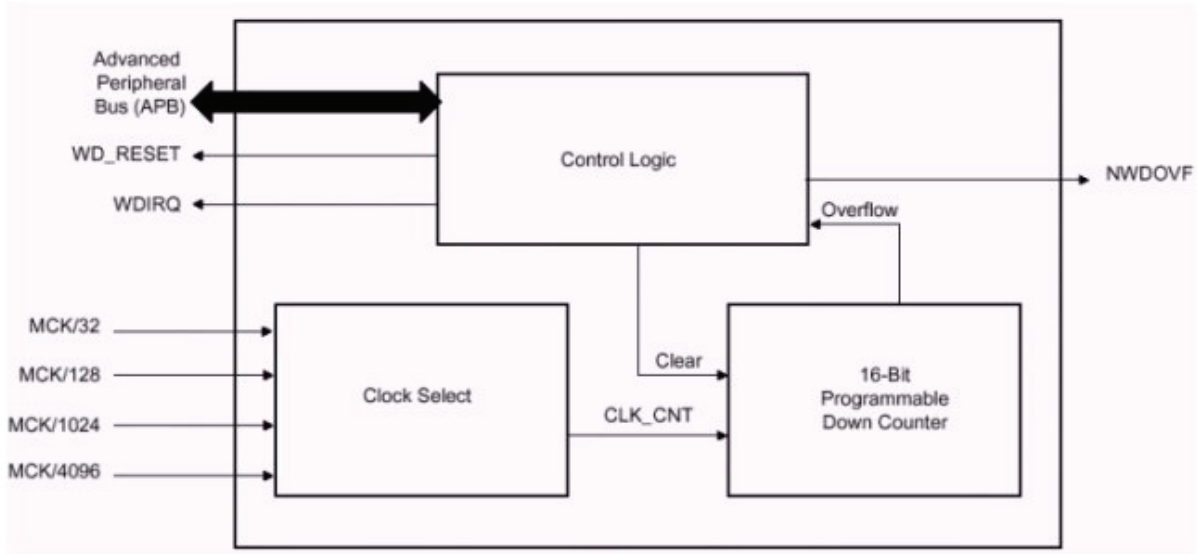 Advanced
Peripheral
Bus (APB)
WD_RESET
WDIRQ
Control Logic
NWDOVF
Overflow
MCK/32
MCK/128
MCK/1024
MCK/4096
Clock Select
Clear
CLK_CNT
16-Bit
Programmable
Down Counter